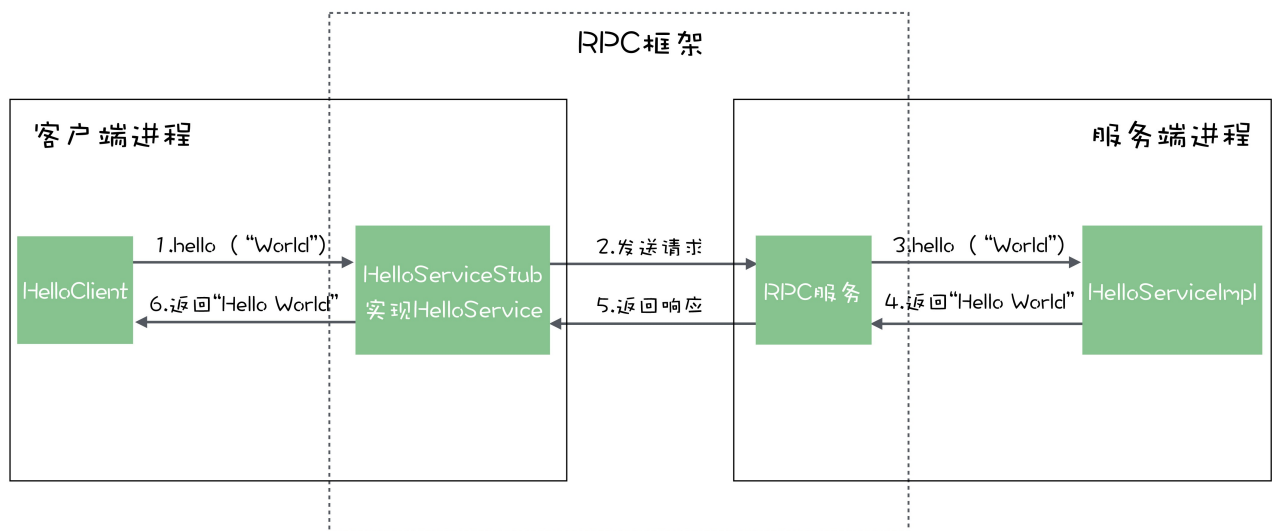 RPC框架
客户端进程
服务端进程
1.hello（“World”）
2.发送请求
3.hello（“World”）
HelloClient
HelloServiceStub
实现HelloService
RPC服务
HelloServiceImpl
6.返回“Hello World”
5.返回响应
4.返回“Hello World”